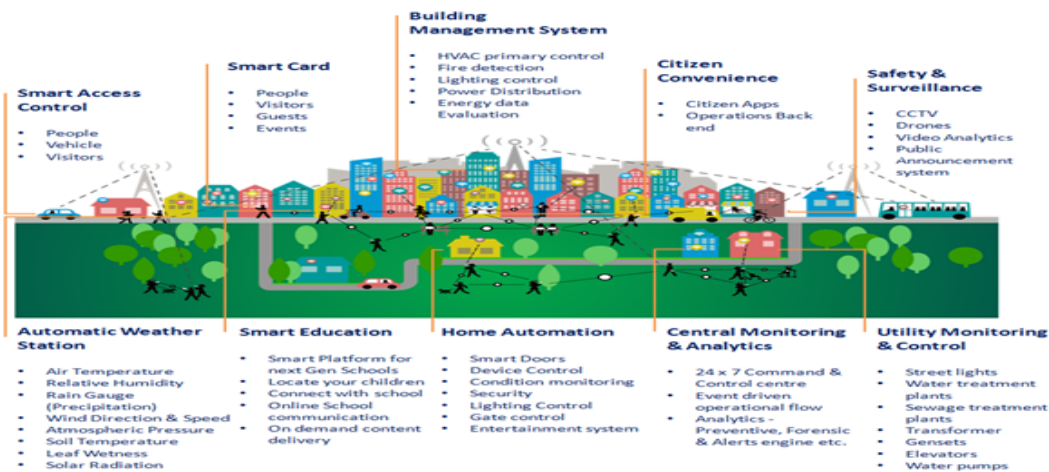 Building
Management System
• HVAC primary control
• Fire detection
• Lighting control
• Power Distribution
• Energy data
Evaluation
Smart Card
• People
• Visitors
• Guests
• Events
Citizen
Convenience
• Citizen Apps
• Operations Back
end
Safety &
Surveillance
• CCTV
• Drones
• Video Analytics
• Public
Announcement
system
Smart Access
Control
• People
• Vehicle
• Visitors
Automatic Weather
Station
• Air Temperature
• Relative Humidity
• Rain Gauge
(Precipitation)
• Wind Direction & Speed
• Atmospheric Pressure
• Soil Temperature
• Leaf Wetness
• Solar Radiation
Smart Education
• Smart Platform for
next Gen Schools
• Locate your children
• Connect with school
• Online School
communication
• On demand content
delivery
Home Automation
• Smart Doors
• Device Control
• Condition monitoring
• Security
• Lighting Control
• Gate control
• Entertainment system
Central Monitoring
& Analytics
• 24 x 7 Command &
Control centre
• Event driven
operational flow
• Analytics -
Preventive, Forensic
& Alerts engine etc.
Utility Monitoring
& Control
• Street lights
• Water treatment
plants
• Sewage treatment
plants
• Transformer
• Gensets
• Elevators
• Water pumps